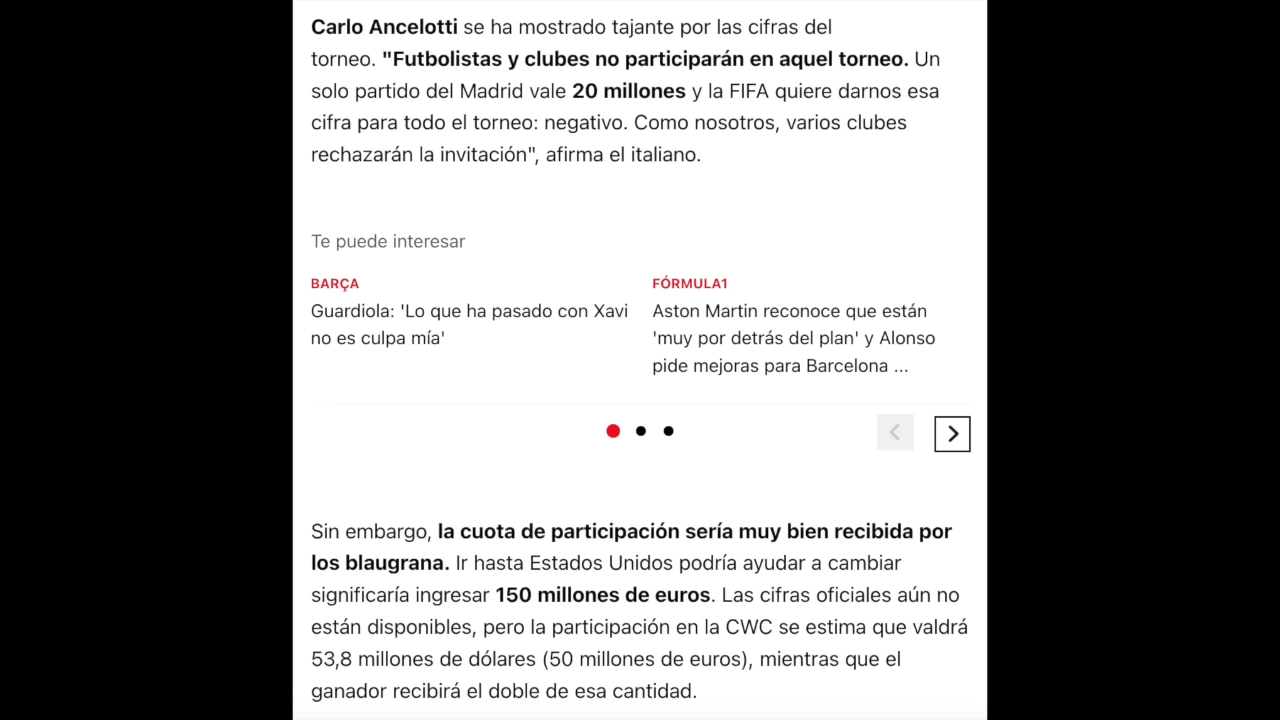 Carlo Ancelotti se ha mostrado tajante por las cifras del
torneo. "Futbolistas y clubes no participarán en aquel torneo. Un
solo partido del Madrid vale 20 millones y la FIFA quiere darnos esa
cifra para todo el torneo: negativo. Como nosotros, varios clubes
rechazarán la invitación", afirma el italiano.
Te puede interesar
BARÇA
Guardiola: 'Lo que ha pasado con Xavi
no es culpa mía'
FÓRMULA1
Aston Martin reconoce que están
'muy por detrás del plan' y Alonso
pide mejoras para Barcelona ...
Sin embargo, la cuota de participación sería muy bien recibida por
los blaugrana. Ir hasta Estados Unidos podría ayudar a cambiar
significaría ingresar 150 millones de euros. Las cifras oficiales aún no
están disponibles, pero la participación en la CWC se estima que valdrá
53,8 millones de dólares (50 millones de euros), mientras que el
ganador recibirá el doble de esa cantidad.